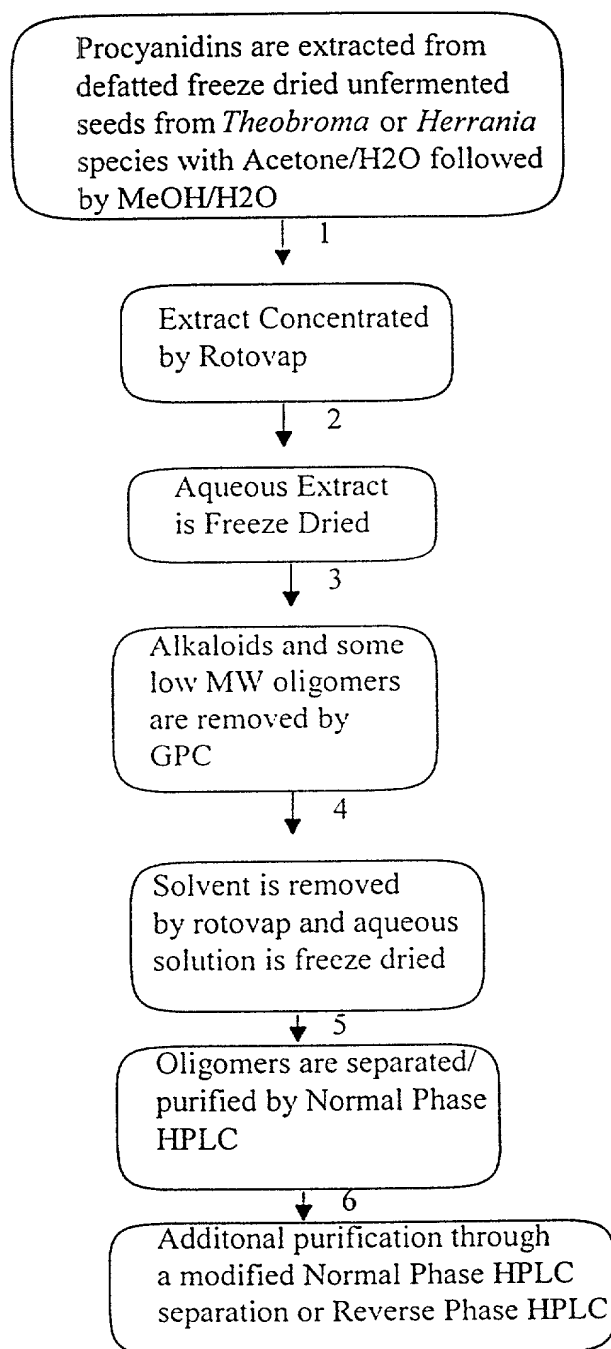 Procyanidins are extracted from
defatted freeze dried unfermented
seeds from Theobroma or Herrania
species with Acetone/H2O followed
by MeOH/H2O
1
Extract Concentrated
by Rotovap
2
Aqueous Extract
is Freeze Dried
3
Alkaloids and some
low MW oligomers
are removed by
GPC
4
Solvent is removed
by rotovap and aqueous
solution is freeze dried
5
Oligomers are separated/
purified by Normal Phase
HPLC
6
Additonal purification through
a modified Normal Phase HPLC
separation or Reverse Phase HPLC